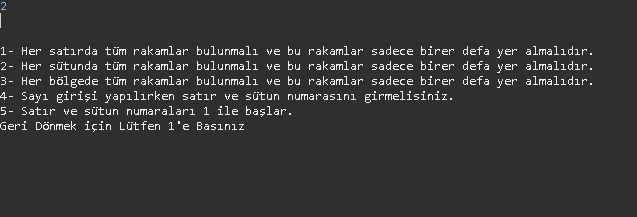 2
1- Her satırda tüm rakamlar bulunmalı ve bu rakamlar sadece birer defa yer almalıdır.
2- Her sütunda tüm rakamlar bulunmalı ve bu rakamlar sadece birer defa yer almalıdır.
3- Her bölgede tüm rakamlar bulunmalı ve bu rakamlar sadece birer defa yer almalıdır.
4- Sayı girişi yapılırken satır ve sütun numarasını girmelisiniz.
5- Satır ve sütun numaraları 1 ile başlar.
Geri Dönmek için Lütfen 1'e Basınız